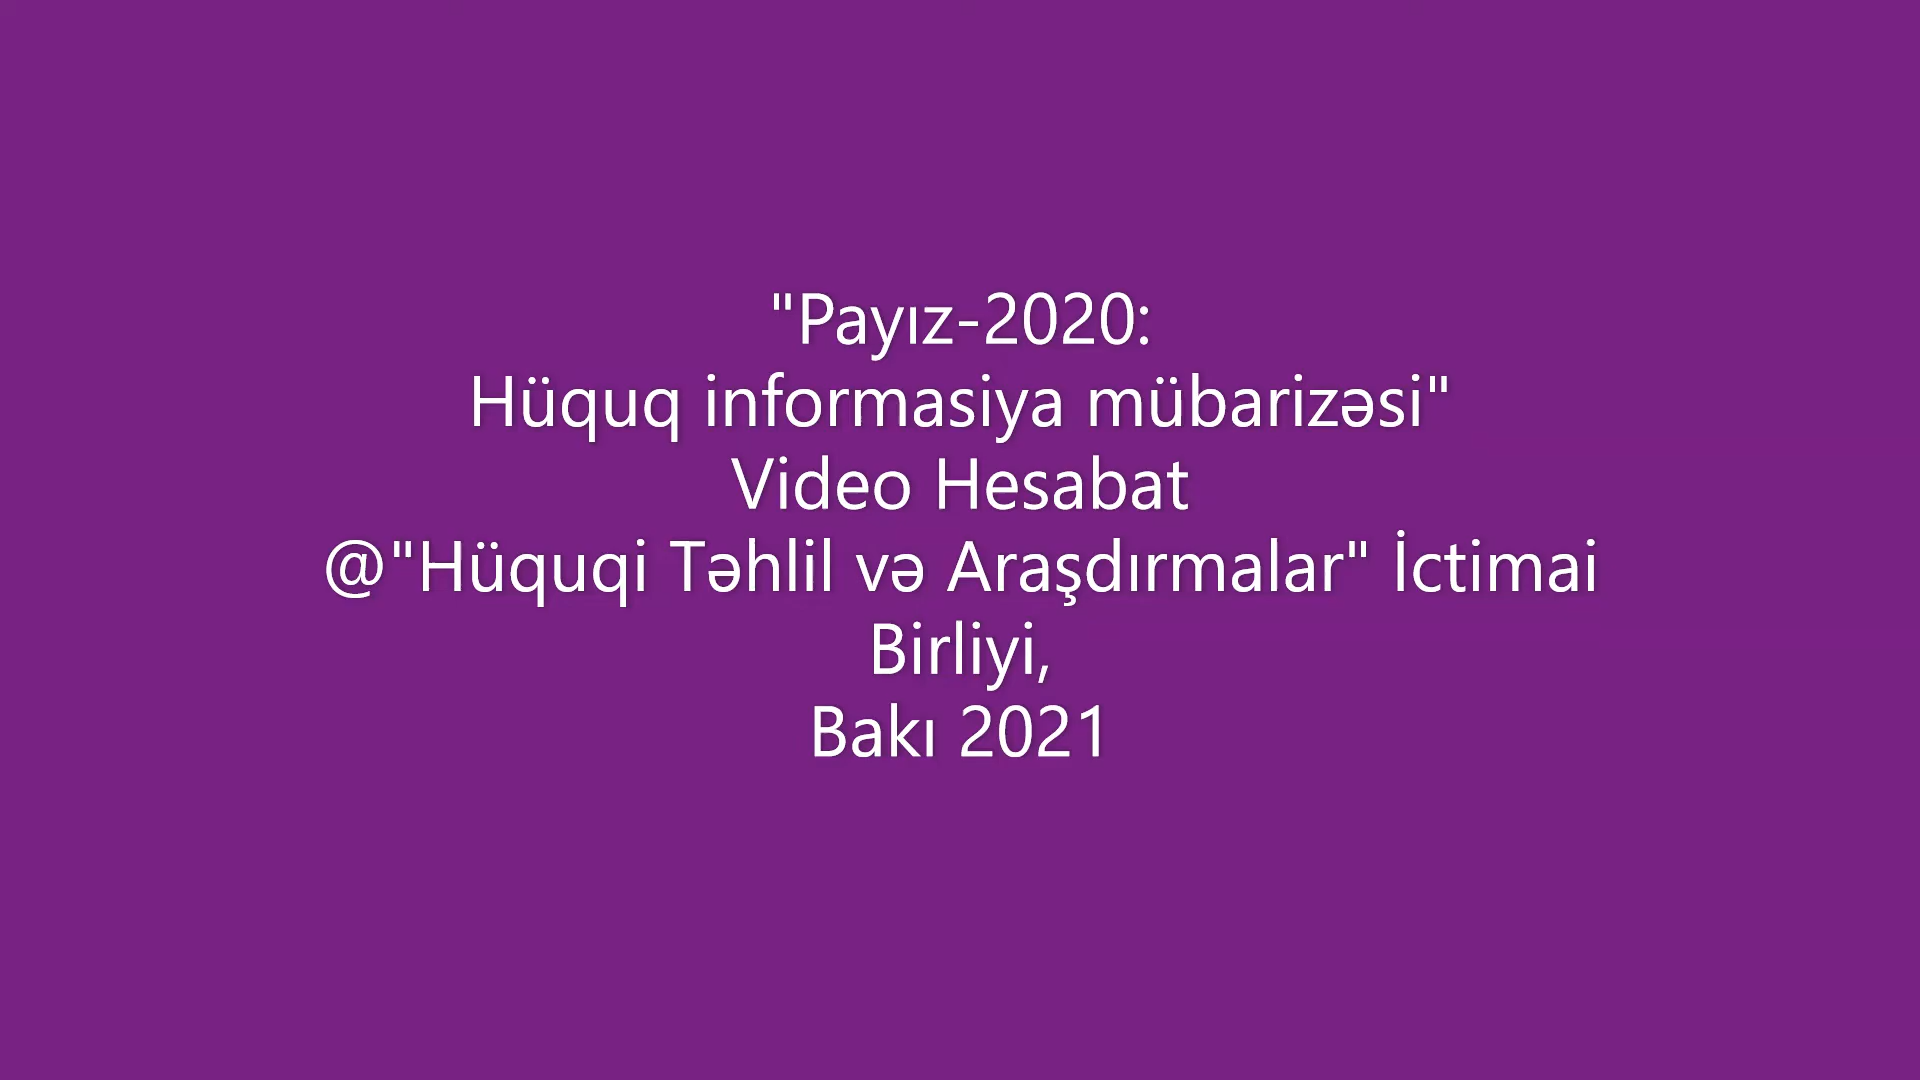 "Payız-2020:
Hüquq informasiya mübarizəsi"
Video Hesabat
@"Hüquqi Təhlil və Araşdırmalar" İctimai
Birliyi,
Bakı 2021